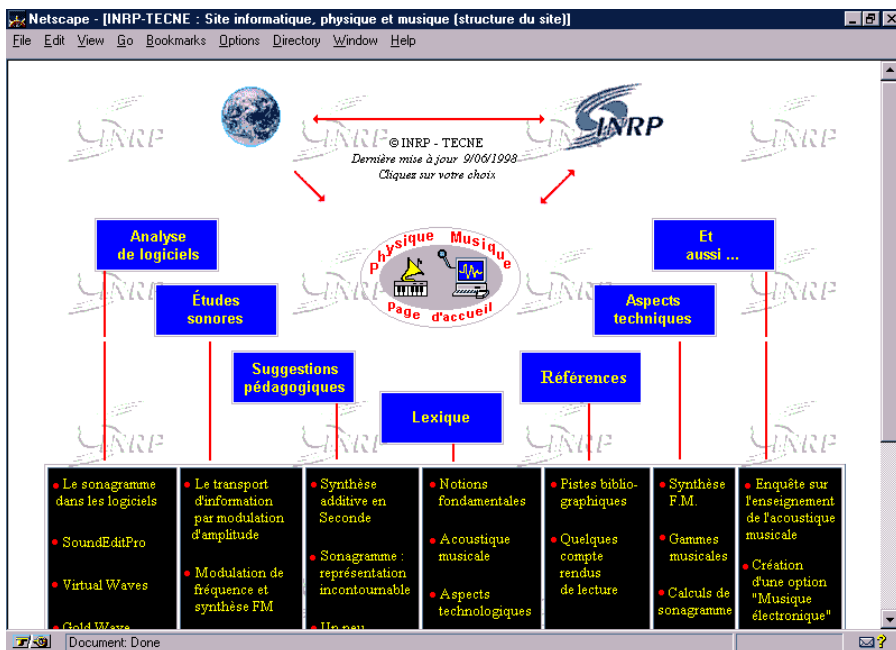 Netscape - [INRP-TECNE : Site informatique, physique et musique (structure du site)]
File Edit View Go Bookmarks Options Directory Window Help
INRP
© INRP - TECNE
Dernière mise à jour 9/06/1998
Cliquez sur votre choix
Physique Musique
Page d'accueil
Analyse
de logiciels
Études
sonores
Suggestions
pédagogiques
Lexique
Références
Aspects
techniques
Et
aussi ...
• Le sonagramme
dans les logiciels
• SoundEditPro
• Virtual Waves
• Gold Wave
• Le transport
d'information
par modulation
d'amplitude
• Modulation de
fréquence et
synthèse FM
• Synthèse
additive en
Seconde
• Sonagramme :
représentation
incontournable
• Un peu
• Notions
fondamentales
• Acoustique
musicale
• Aspects
technologiques
• Pistes biblio-
graphiques
• Quelques
compte
rendus
de lecture
• Synthèse
F.M.
• Gammes
musicales
• Calculs de
sonagramme
• Enquête sur
l'enseignement
de l'acoustique
musicale
• Création
d'une option
"Musique
électronique"
Document: Done